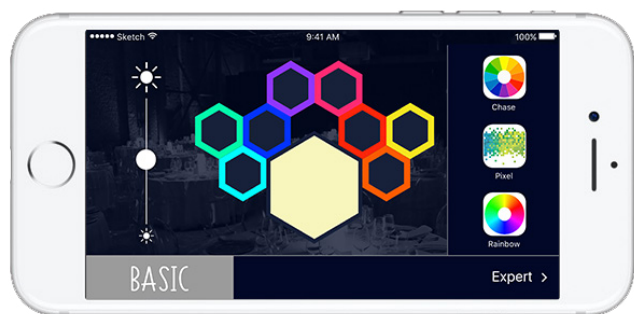 Sketch
9:41 AM
100%
Chase
Pixel
Rainbow
BASIC
Expert >